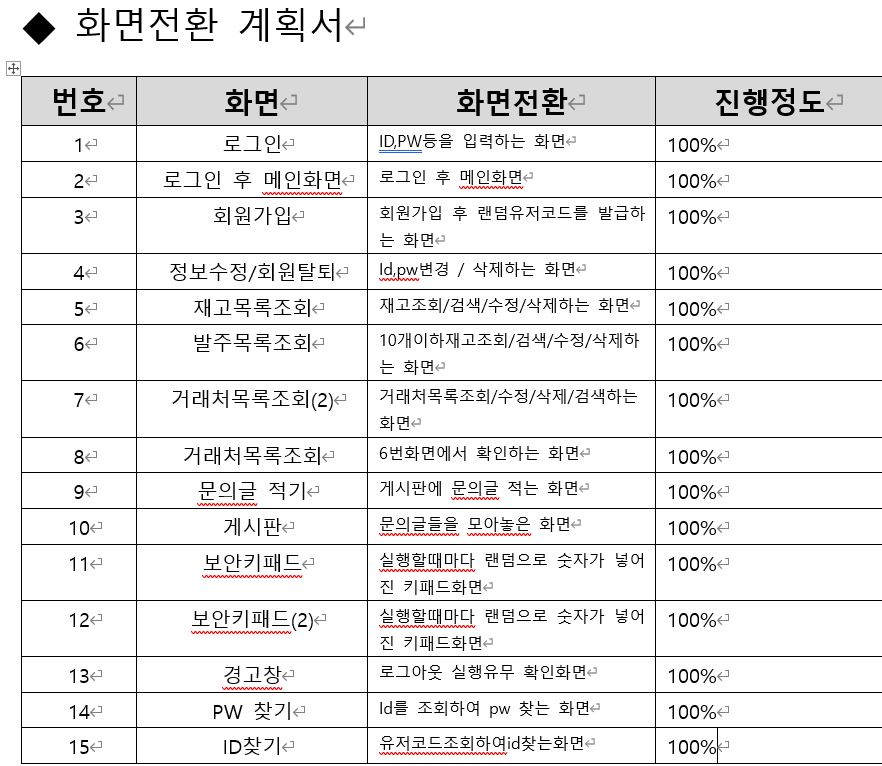 ◆ 화면전환 계획서
번호 화면 화면전환 진행정도
1 로그인 ID,PW등을 입력하는 화면 100%
2 로그인 후 메인화면 로그인 후 메인화면 100%
3 회원가입 회원가입 후 랜덤유저코드를 발급하 100%
는 화면
4 정보수정/회원탈퇴 Id,pw변경 / 삭제하는 화면 100%
5 재고목록조회 재고조회/검색/수정/삭제하는 화면 100%
6 발주목록조회 10개이하재고조회/검색/수정/삭제하 100%
는 화면
7 거래처목록조회(2) 거래처목록조회/수정/삭제/검색하는 100%
화면
8 거래처목록조회 6번화면에서 확인하는 화면 100%
9 문의글 적기 게시판에 문의글 적는 화면 100%
10 게시판 문의글들을 모아놓은 화면 100%
11 보안키패드 실행할때마다 랜덤으로 숫자가 넣어 100%
진 키패드화면
12 보안키패드(2) 실행할때마다 랜덤으로 숫자가 넣어 100%
진 키패드화면
13 경고창 로그아웃 실행유무 확인화면 100%
14 PW 찾기 Id를 조회하여 pw 찾는 화면 100%
15 ID찾기 유저코드조회하여id찾는화면 100%